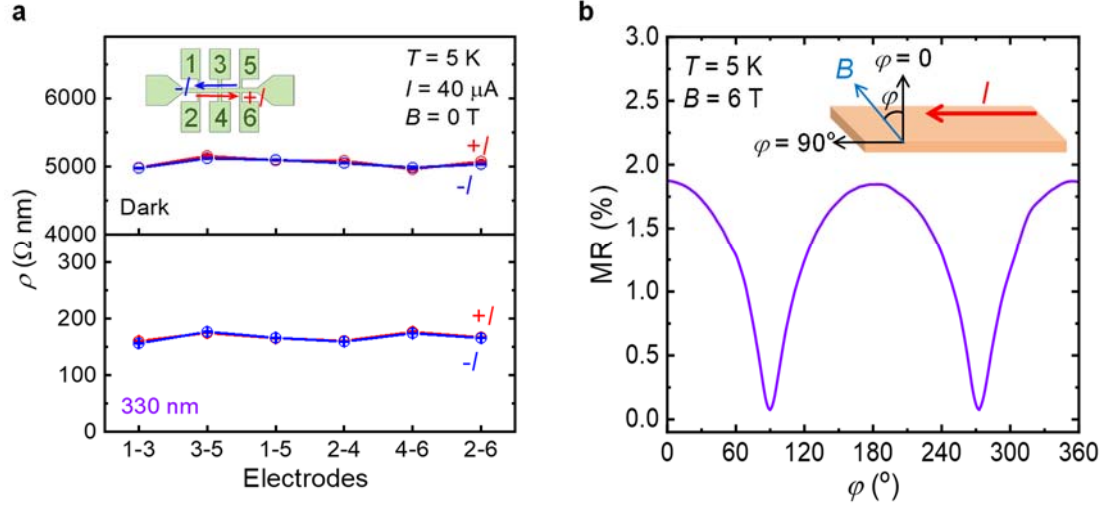 a
1 3 5
-I
+I
2 4 6
T = 5 K
I = 40 μA
B = 0 T
+I
-I
Dark
6000
5000
4000
300
200
100
0
+I
-I
330 nm
ρ (Ω nm)
1-3 3-5 1-5 2-4 4-6 2-6
Electrodes
b
T = 5 K
B = 6 T
B
φ = 0
φ
I
φ = 90°
3.0
2.5
2.0
1.5
1.0
0.5
0.0
MR (%)
0 60 120 180 240 300 360
φ (°)